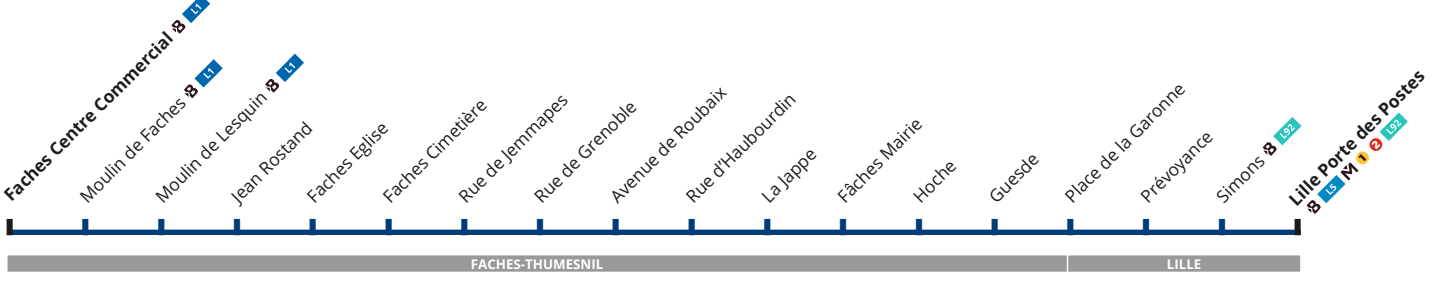 Faches Centre Commercial B L1
Moulin de Faches B L1
Moulin de Lesquin B L1
Jean Rostand
Faches Eglise
Faches Cimetière
Rue de Jemmapes
Rue de Grenoble
Avenue de Roubaix
Rue d'Haubourdin
La Jappe
Fâches Mairie
Hoche
Guesde
Place de la Garonne
Prévoyance
Simons B L92
Lille Porte des Postes
B L5 M 1 2 L92
FACHES-THUMESNIL
LILLE